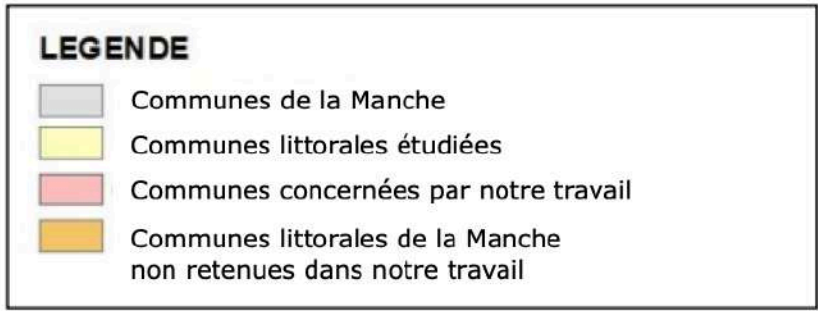 LEGENDE
Communes de la Manche
Communes littorales étudiées
Communes concernées par notre travail
Communes littorales de la Manche
non retenues dans notre travail